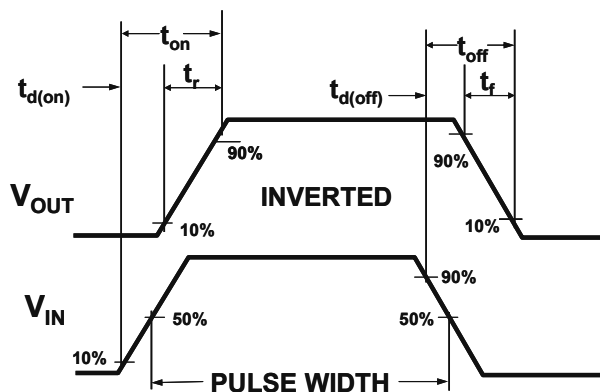 t_on
t_off
t_d(on)
t_r
t_d(off)
t_f
90%
90%
V_OUT
INVERTED
10%
10%
90%
V_IN
50%
50%
10%
PULSE WIDTH